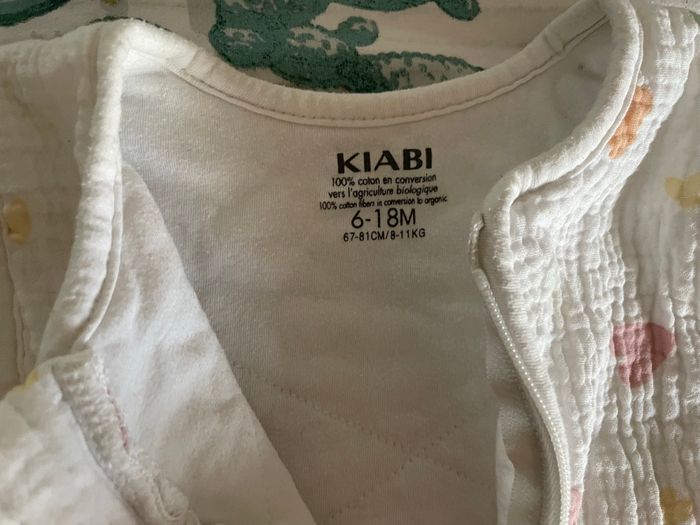 KIABI
100% coton en conversion
vers l'agriculture biologique
100% cotton fibers in conversion to organic
6-18M
67-81CM/8-11KG